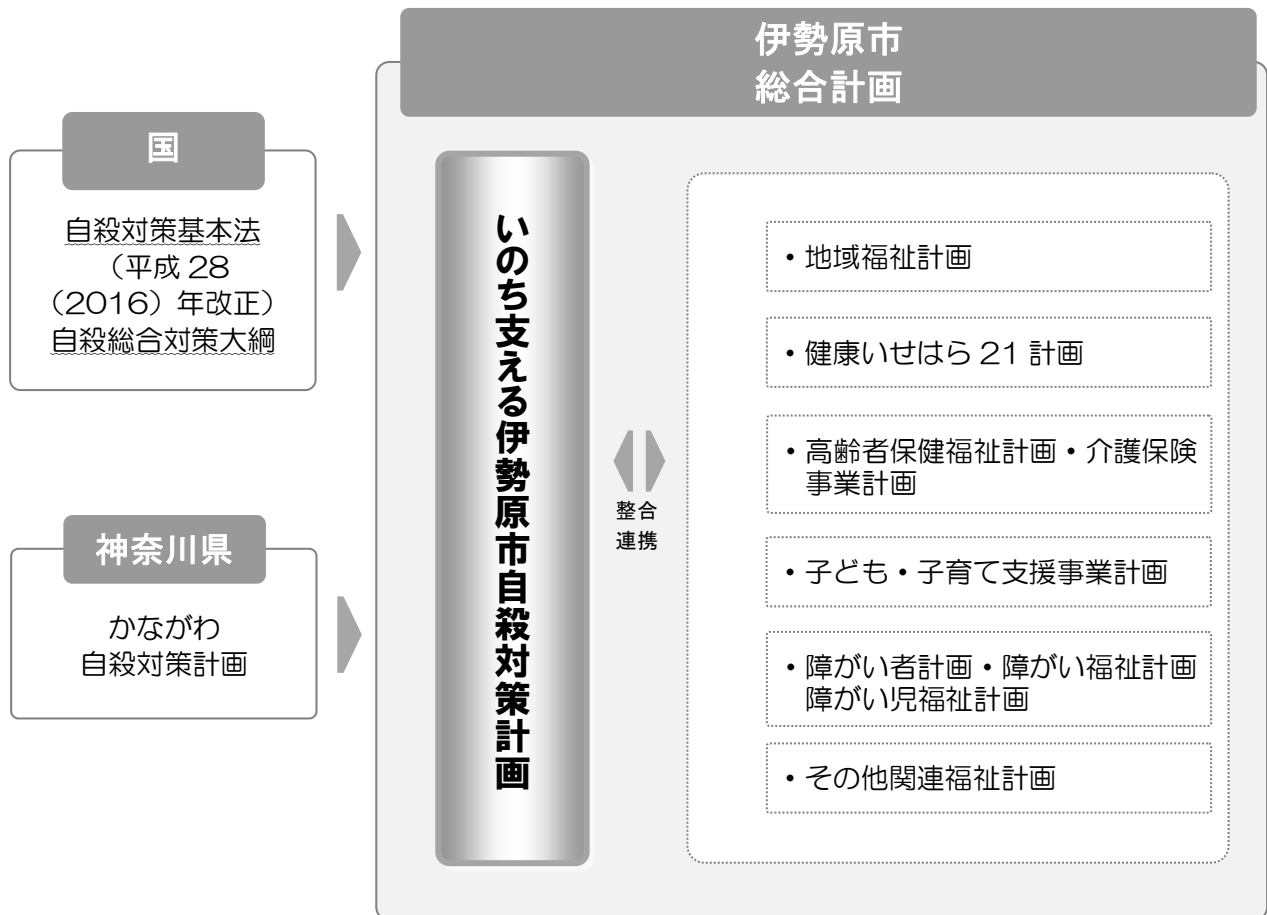 伊勢原市
総合計画
国
自殺対策基本法
（平成 28
（2016）年改正）
自殺総合対策大綱
神奈川県
かながわ
自殺対策計画
いのち支える伊勢原市自殺対策計画
整合
連携
・地域福祉計画
・健康いせはら 21 計画
・高齢者保健福祉計画・介護保険
事業計画
・子ども・子育て支援事業計画
・障がい者計画・障がい福祉計画
障がい児福祉計画
・その他関連福祉計画